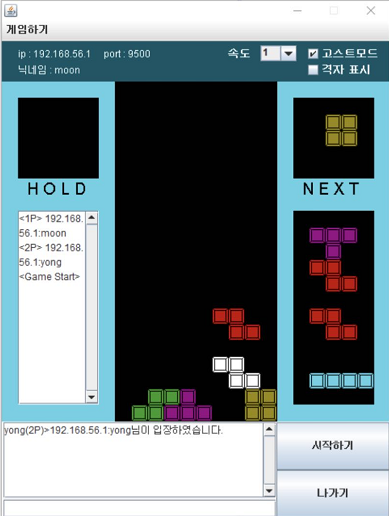 게임하기
ip : 192.168.56.1 port : 9500 속도 1 고스트모드
닉네임 : moon 격자 표시
HOLD
NEXT
<1P> 192.168.
56.1:moon
<2P> 192.168.
56.1:yong
<Game Start>
yong(2P)>192.168.56.1:yong님이 입장하였습니다.
시작하기
나가기